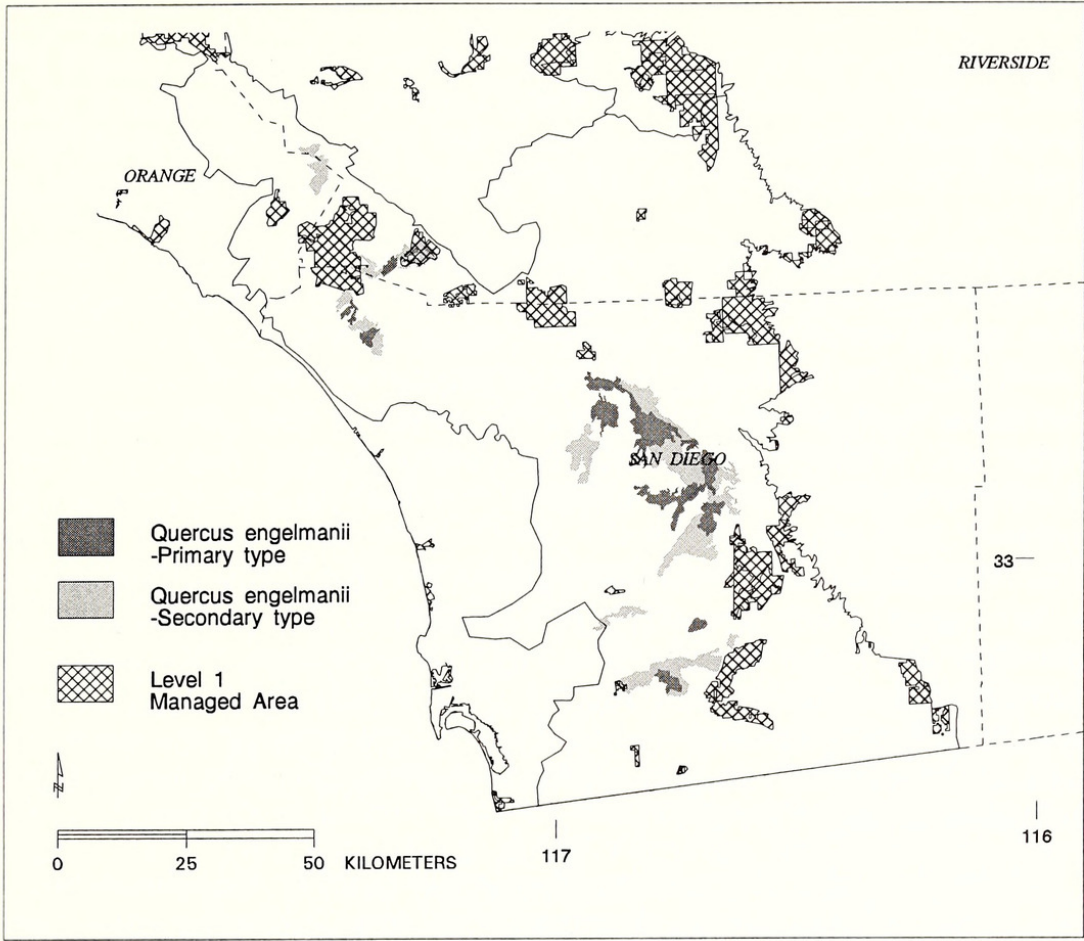 RIVERSIDE
ORANGE
SAN DIEGO
Quercus engelmanii
-Primary type
Quercus engelmanii
-Secondary type
Level 1
Managed Area
33
N
0 25 50 KILOMETERS
117
116